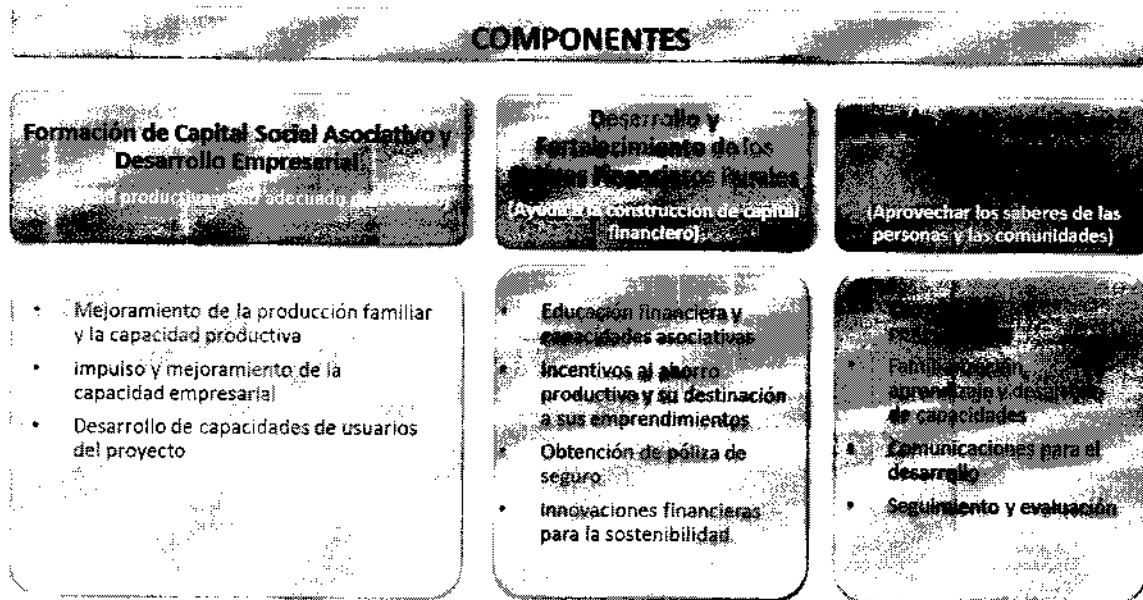 COMPONENTES
Formación de Capital Social Asociativo y
Desarrollo Empresarial
productiva adecuado
Desarrollo y
Fortalecimiento de los
Financieros Rurales
(Ayuda a la construcción de capital
financiero)
(Aprovechar los saberes de las
personas y las comunidades)
• Mejoramiento de la producción familiar
y la capacidad productiva
• impulso y mejoramiento de la
capacidad empresarial
• Desarrollo de capacidades de usuarios
del proyecto
• Educación financiera y
capacidades asociativas
• Incentivos al ahorro
productivo y su destinación
a sus emprendimientos
• Obtención de póliza de
seguro
• Innovaciones financieras
para la sostenibilidad
aprendizaje y desarrollo
de capacidades
• Comunicaciones para el
desarrollo
• Seguimiento y evaluación